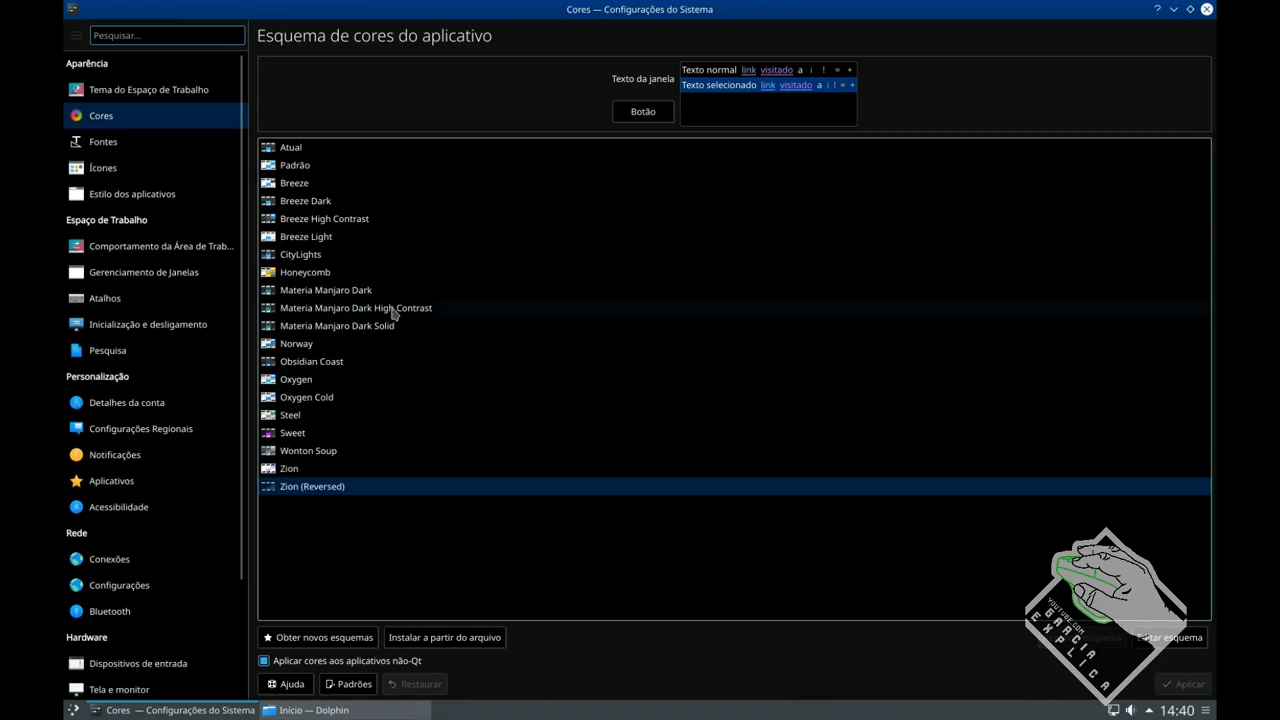 Cores — Configurações do Sistema
Pesquisar...
Aparência
Tema do Espaço de Trabalho
Cores
Fontes
Ícones
Estilo dos aplicativos
Espaço de Trabalho
Comportamento da Área de Trab...
Gerenciamento de Janelas
Atalhos
Inicialização e desligamento
Pesquisa
Personalização
Detalhes da conta
Configurações Regionais
Notificações
Aplicativos
Acessibilidade
Rede
Conexões
Configurações
Bluetooth
Hardware
Dispositivos de entrada
Tela e monitor
Esquema de cores do aplicativo
Texto da janela
Botão
Texto normal link visitado a i ! = +
Texto selecionado link visitado a i ! = +
Atual
Padrão
Breeze
Breeze Dark
Breeze High Contrast
Breeze Light
CityLights
Honeycomb
Materia Manjaro Dark
Materia Manjaro Dark High Contrast
Materia Manjaro Dark Solid
Norway
Obsidian Coast
Oxygen
Oxygen Cold
Steel
Sweet
Wonton Soup
Zion
Zion (Reversed)
Obter novos esquemas
Instalar a partir do arquivo
esquema
Aplicar cores aos aplicativos não-Qt
Ajuda
Padrões
Restaurar
Aplicar
YOUTUBE.COM
GARCIA
EXPLICA
Cores — Configurações do Sistema
Início — Dolphin
14:40